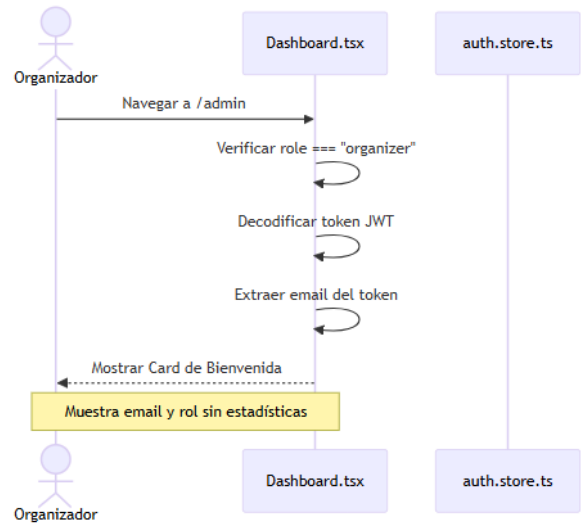 Organizador
Dashboard.tsx
auth.store.ts
Navegar a /admin
Verificar role === "organizer"
Decodificar token JWT
Extraer email del token
Mostrar Card de Bienvenida
Muestra email y rol sin estadísticas
Organizador
Dashboard.tsx
auth.store.ts